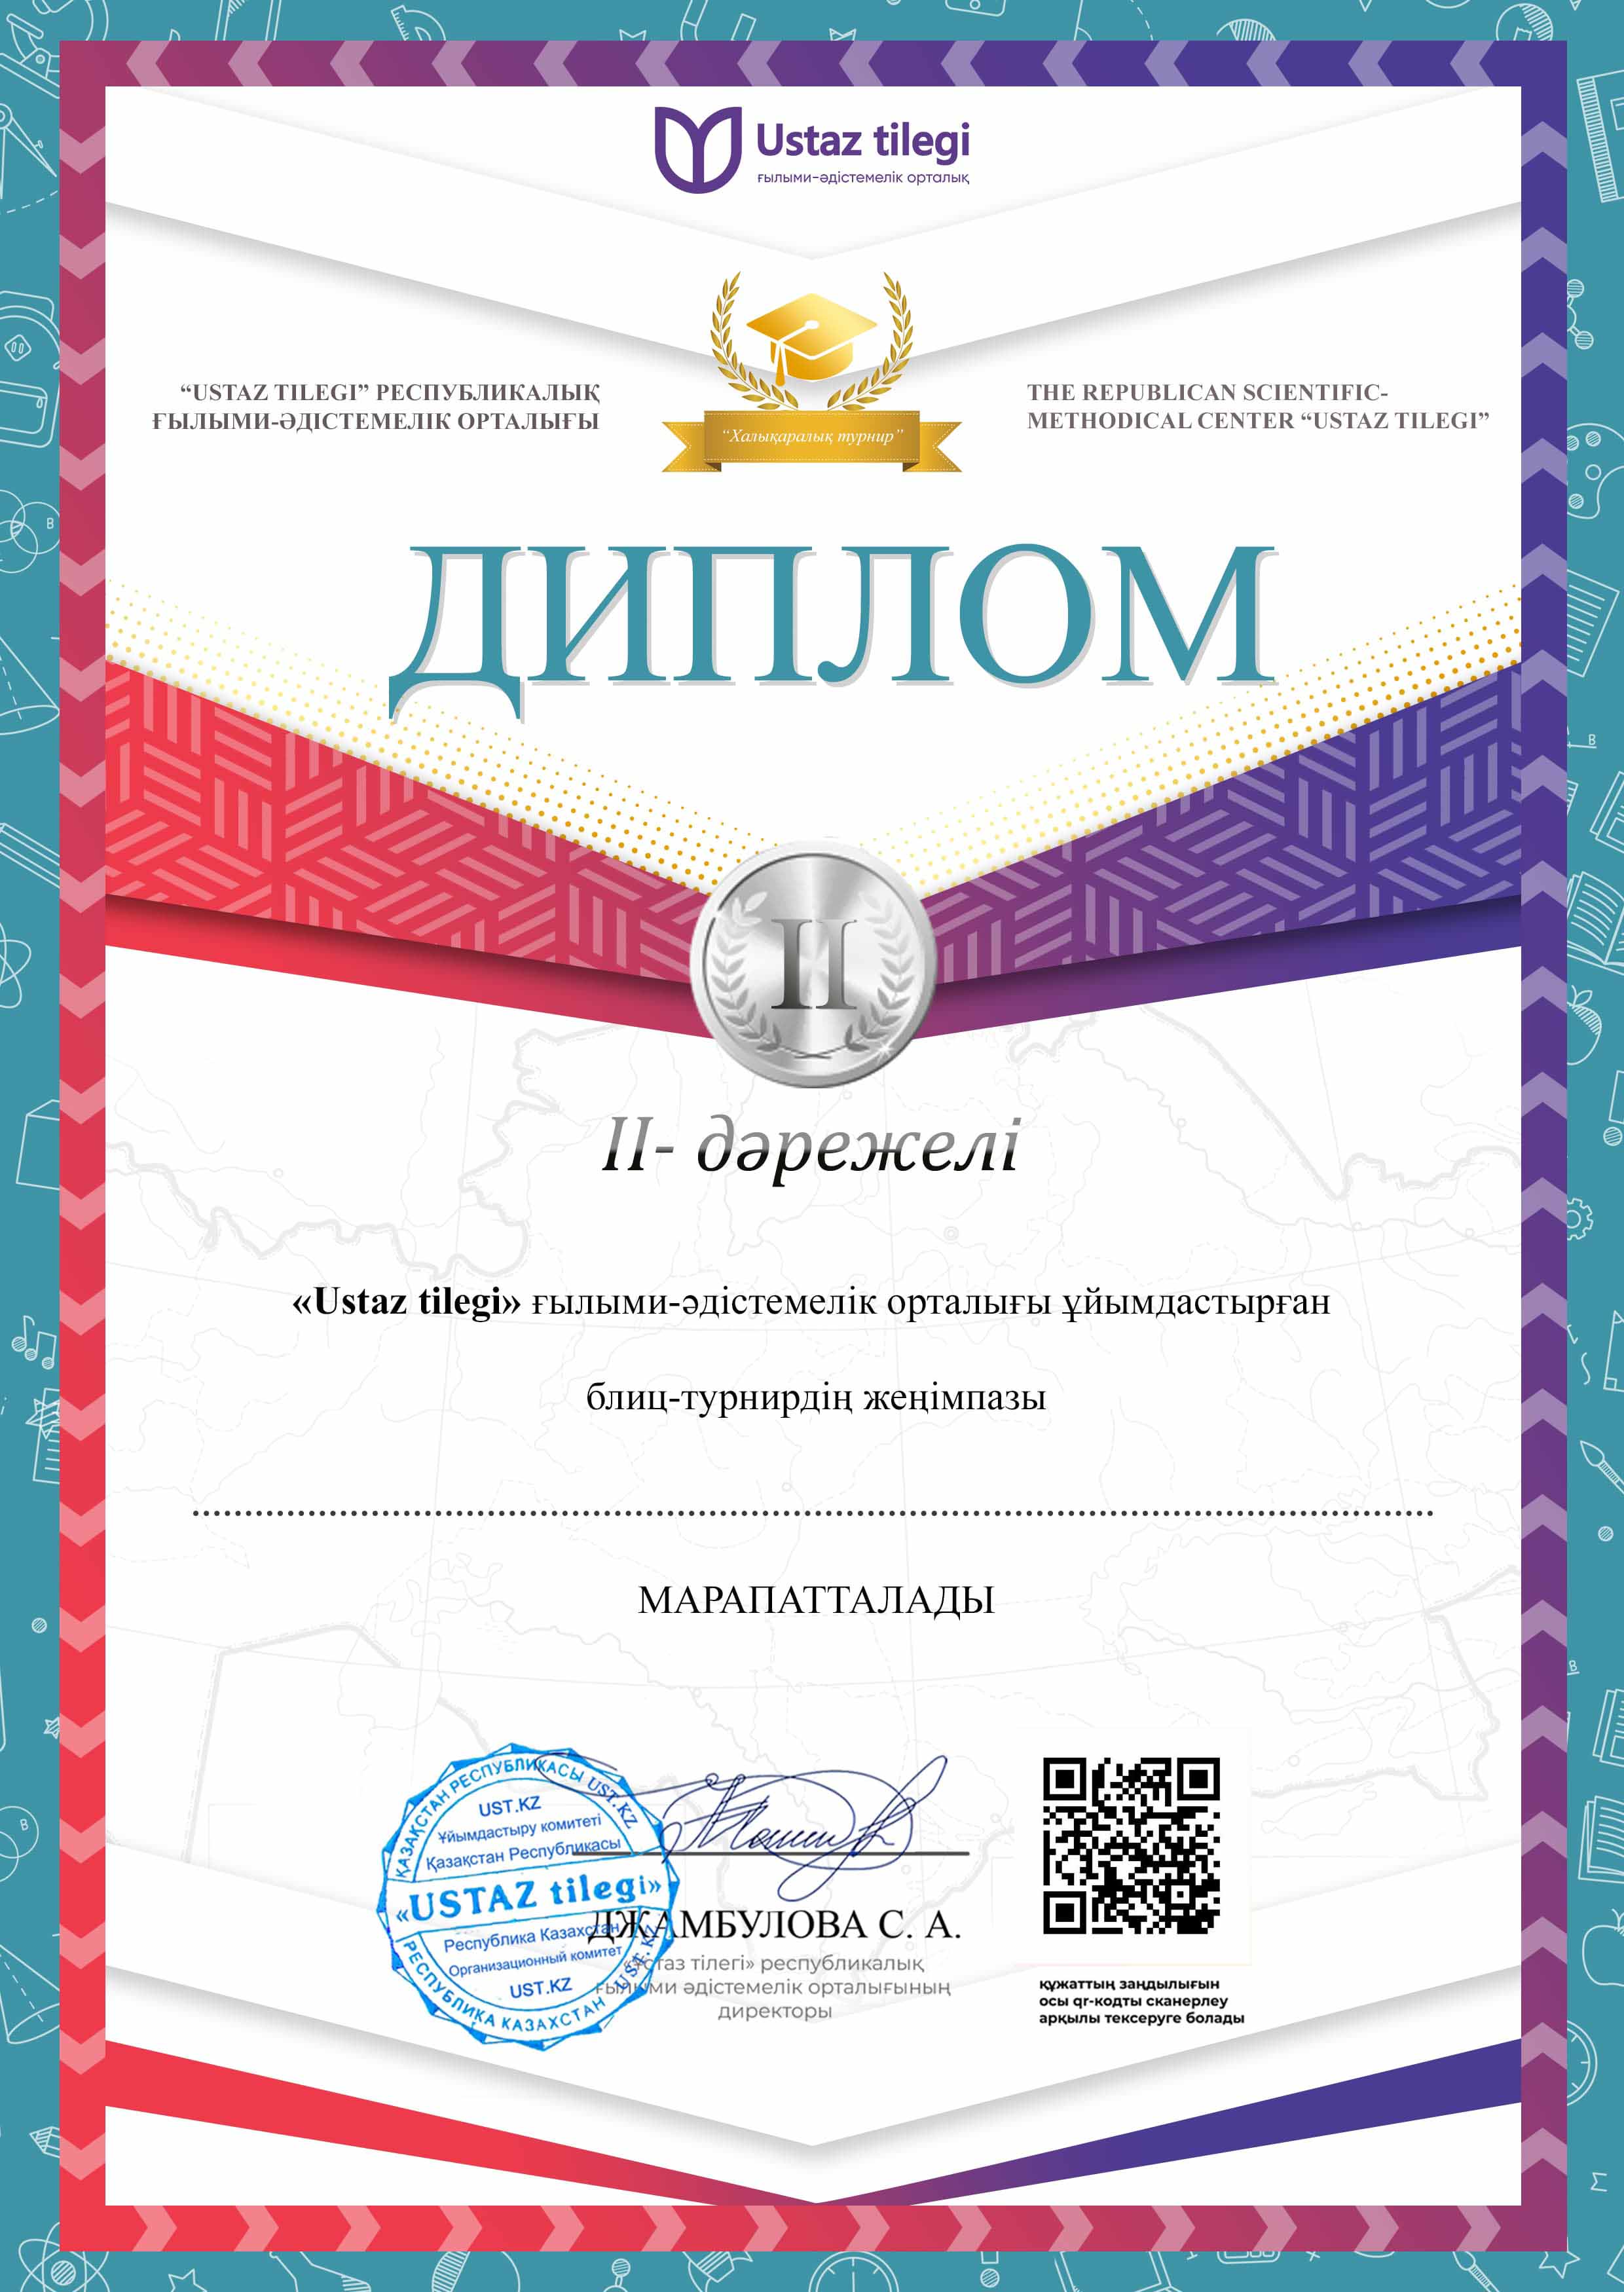 Ustaz tilegi
ғылыми-әдістемелік орталық
“USTAZ TILEGI” РЕСПУБЛИКАЛЫҚ
ҒЫЛЫМИ-ӘДІСТЕМЕЛІК ОРТАЛЫҒЫ
THE REPUBLICAN SCIENTIFIC-
METHODICAL CENTER “USTAZ TILEGI”
“Халықаралық турнир”
ДИПЛОМ
II
II- дәрежелі
«Ustaz tilegi» ғылыми-әдістемелік орталығы ұйымдастырған
блиц-турнирдің жеңімпазы
МАРАПАТТАЛАДЫ
ҚАЗАҚСТАН РЕСПУБЛИКАСЫ UST.KZ
UST.KZ
Ұйымдастыру комитеті
Қазақстан Республикасы
«USTAZ tilegi»
Республика Казахстан
Организационный комитет
UST.KZ
РЕСПУБЛИКА КАЗАХСТАН UST.KZ
ДЖАМБУЛОВА С. А.
«Ұстаз тілегі» республикалық
ғылыми әдістемелік орталығының
директоры
құжаттың заңдылығын
осы qr-кодты сканерлеу
арқылы тексеруге болады